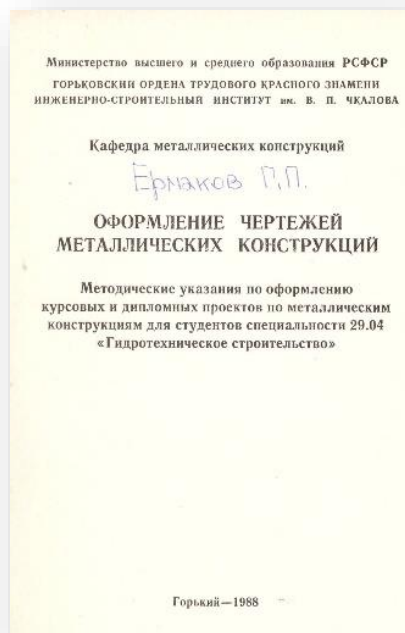 Министерство высшего и среднего образования РСФСР
ГОРЬКОВСКИЙ ОРДЕНА ТРУДОВОГО КРАСНОГО ЗНАМЕНИ
ИНЖЕНЕРНО-СТРОИТЕЛЬНЫЙ ИНСТИТУТ им. В. П. ЧКАЛОВА
Кафедра металлических конструкций
Ермаков П.П.
ОФОРМЛЕНИЕ ЧЕРТЕЖЕЙ
МЕТАЛЛИЧЕСКИХ КОНСТРУКЦИЙ
Методические указания по оформлению
курсовых и дипломных проектов по металлическим
конструкциям для студентов специальности 29.04
«Гидротехническое строительство»
Горький—1988